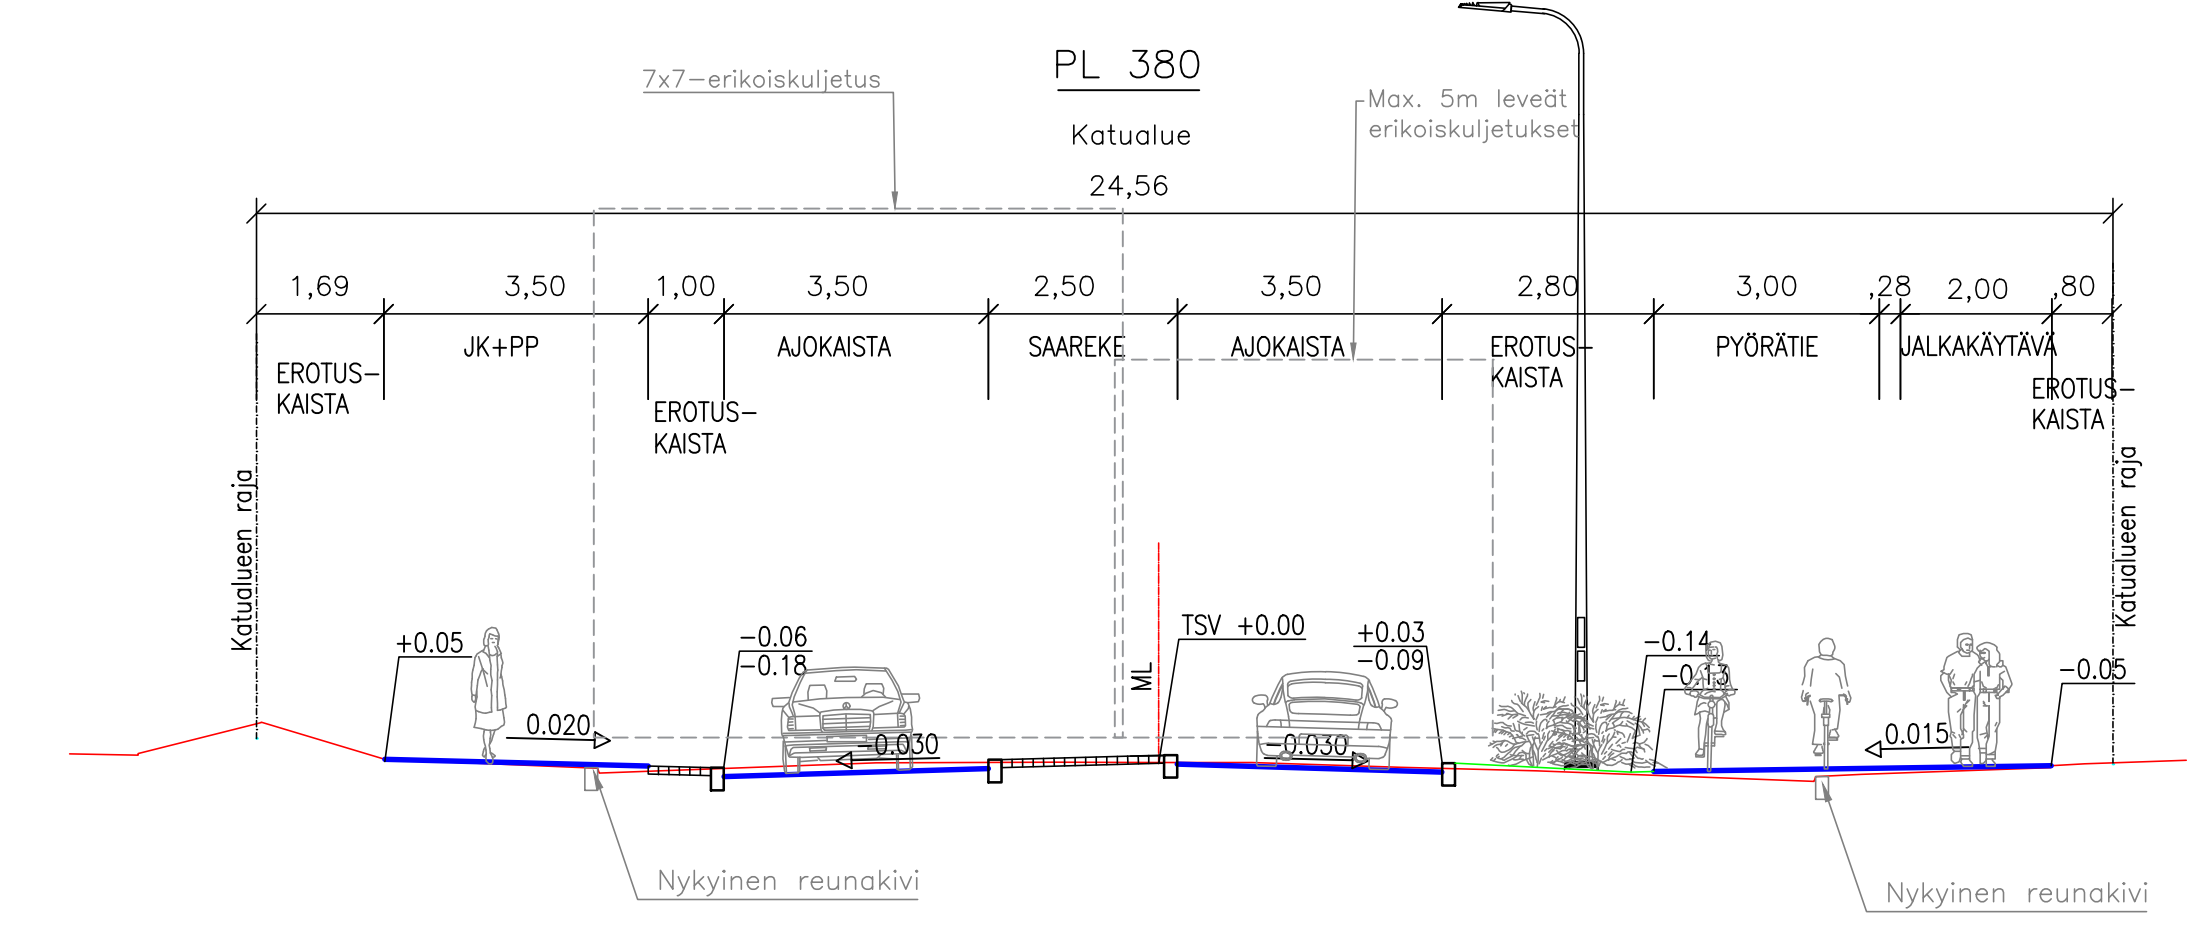 PL 380
7x7-erikoiskuljetus
Max. 5m leveät
erikoiskuljetukset
Katualue
24,56
1,69
3,50
1,00
3,50
2,50
3,50
2,80
3,00
,28
2,00
,80
JK+PP
AJOKAISTA
SAAREKE
AJOKAISTA
EROTUS-
KAISTA
PYÖRÄTIE
JALKAKÄYTÄVÄ
EROTUS-
KAISTA
EROTUS-
KAISTA
EROTUS-
KAISTA
Katualueen raja
Katualueen raja
+0.05
-0.06
-0.18
ML
TSV +0.00
+0.03
-0.09
-0.14
-0.13
-0.05
0.020
-0.030
-0.030
0.015
Nykyinen reunakivi
Nykyinen reunakivi